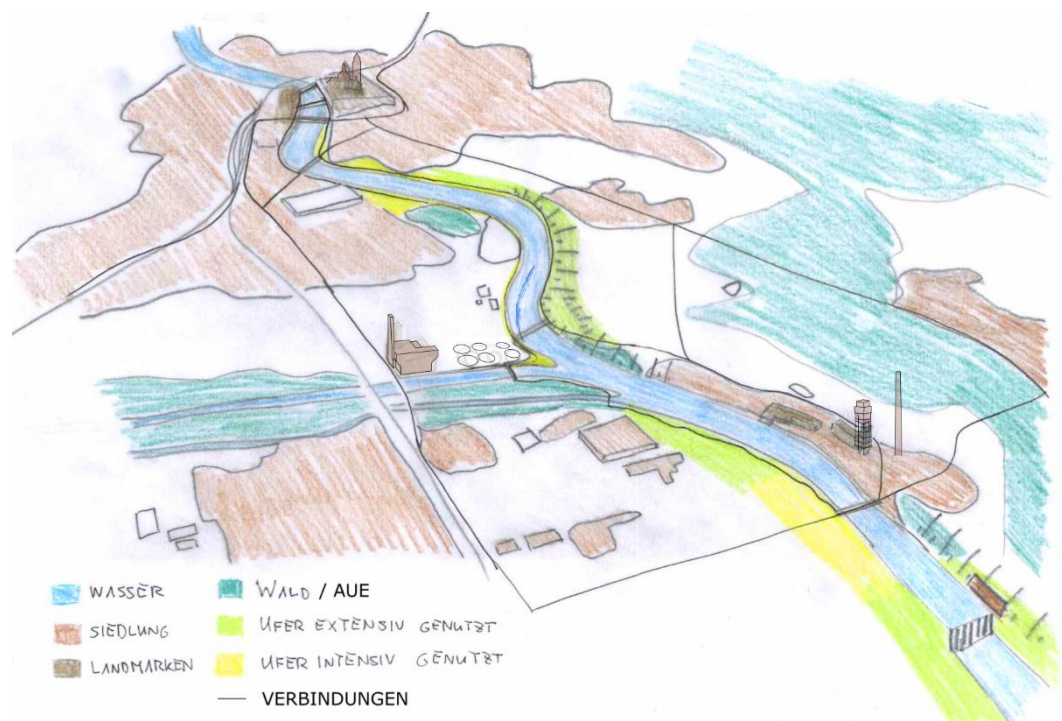 WASSER
SIEDLUNG
LANDMARKEN
WALD / AUE
UFER EXTENSIV GENUTZT
UFER INTENSIV GENUTZT
VERBINDUNGEN